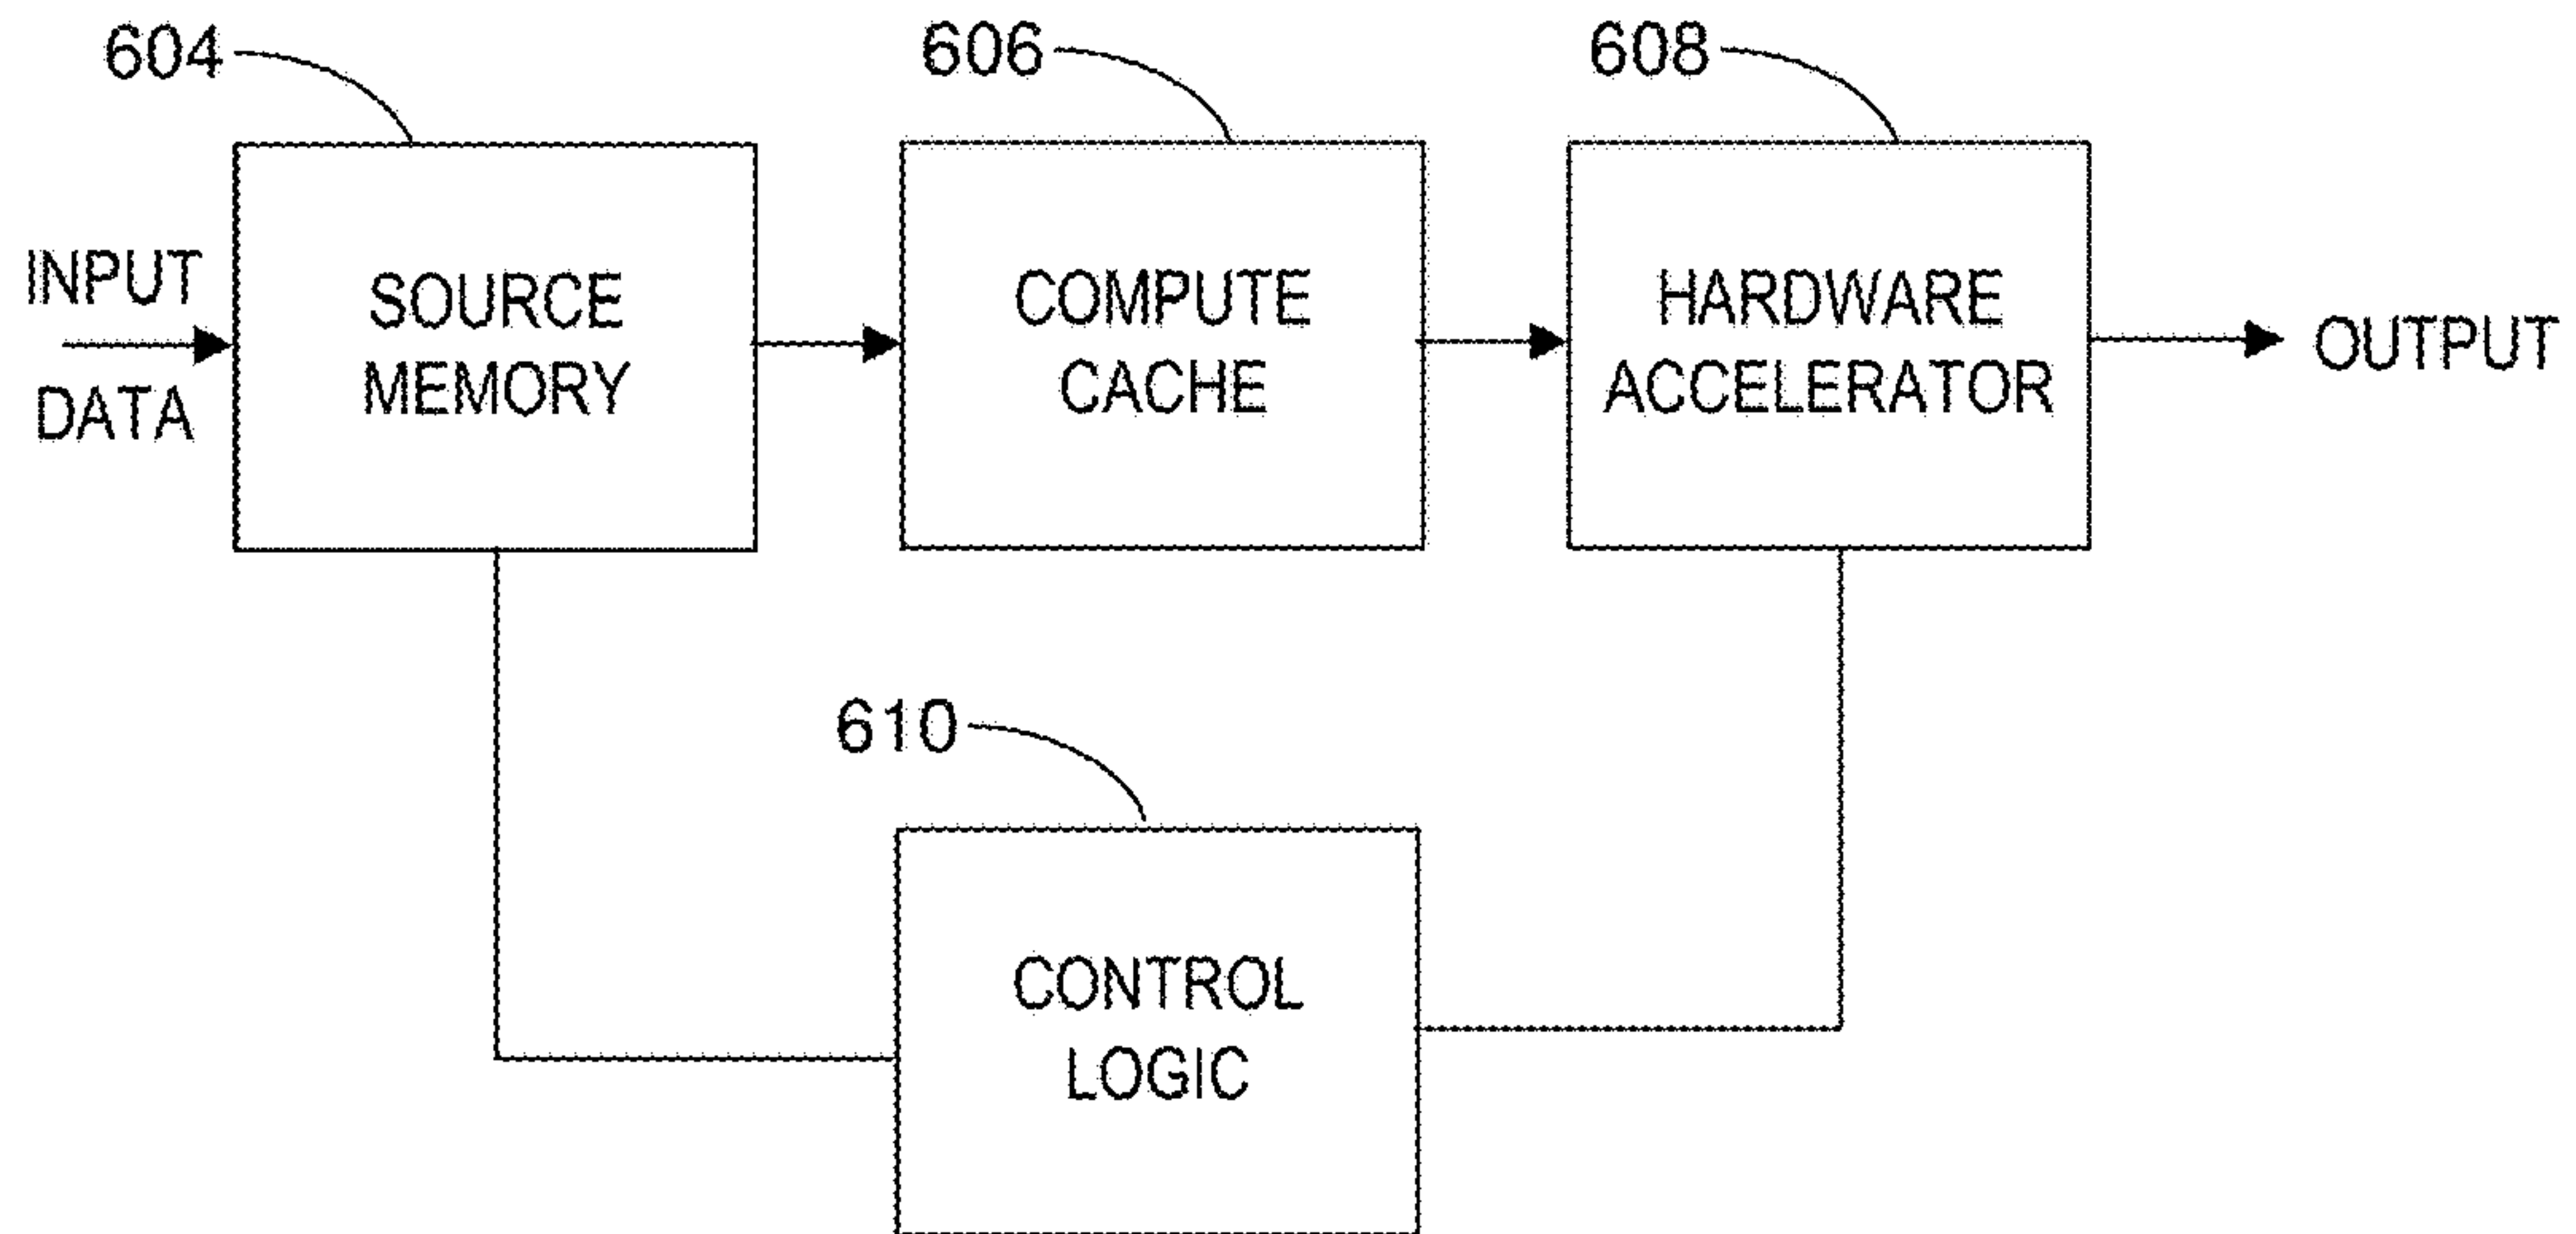 604
606
608
INPUT
DATA
SOURCE
MEMORY
COMPUTE
CACHE
HARDWARE
ACCELERATOR
OUTPUT
610
CONTROL
LOGIC